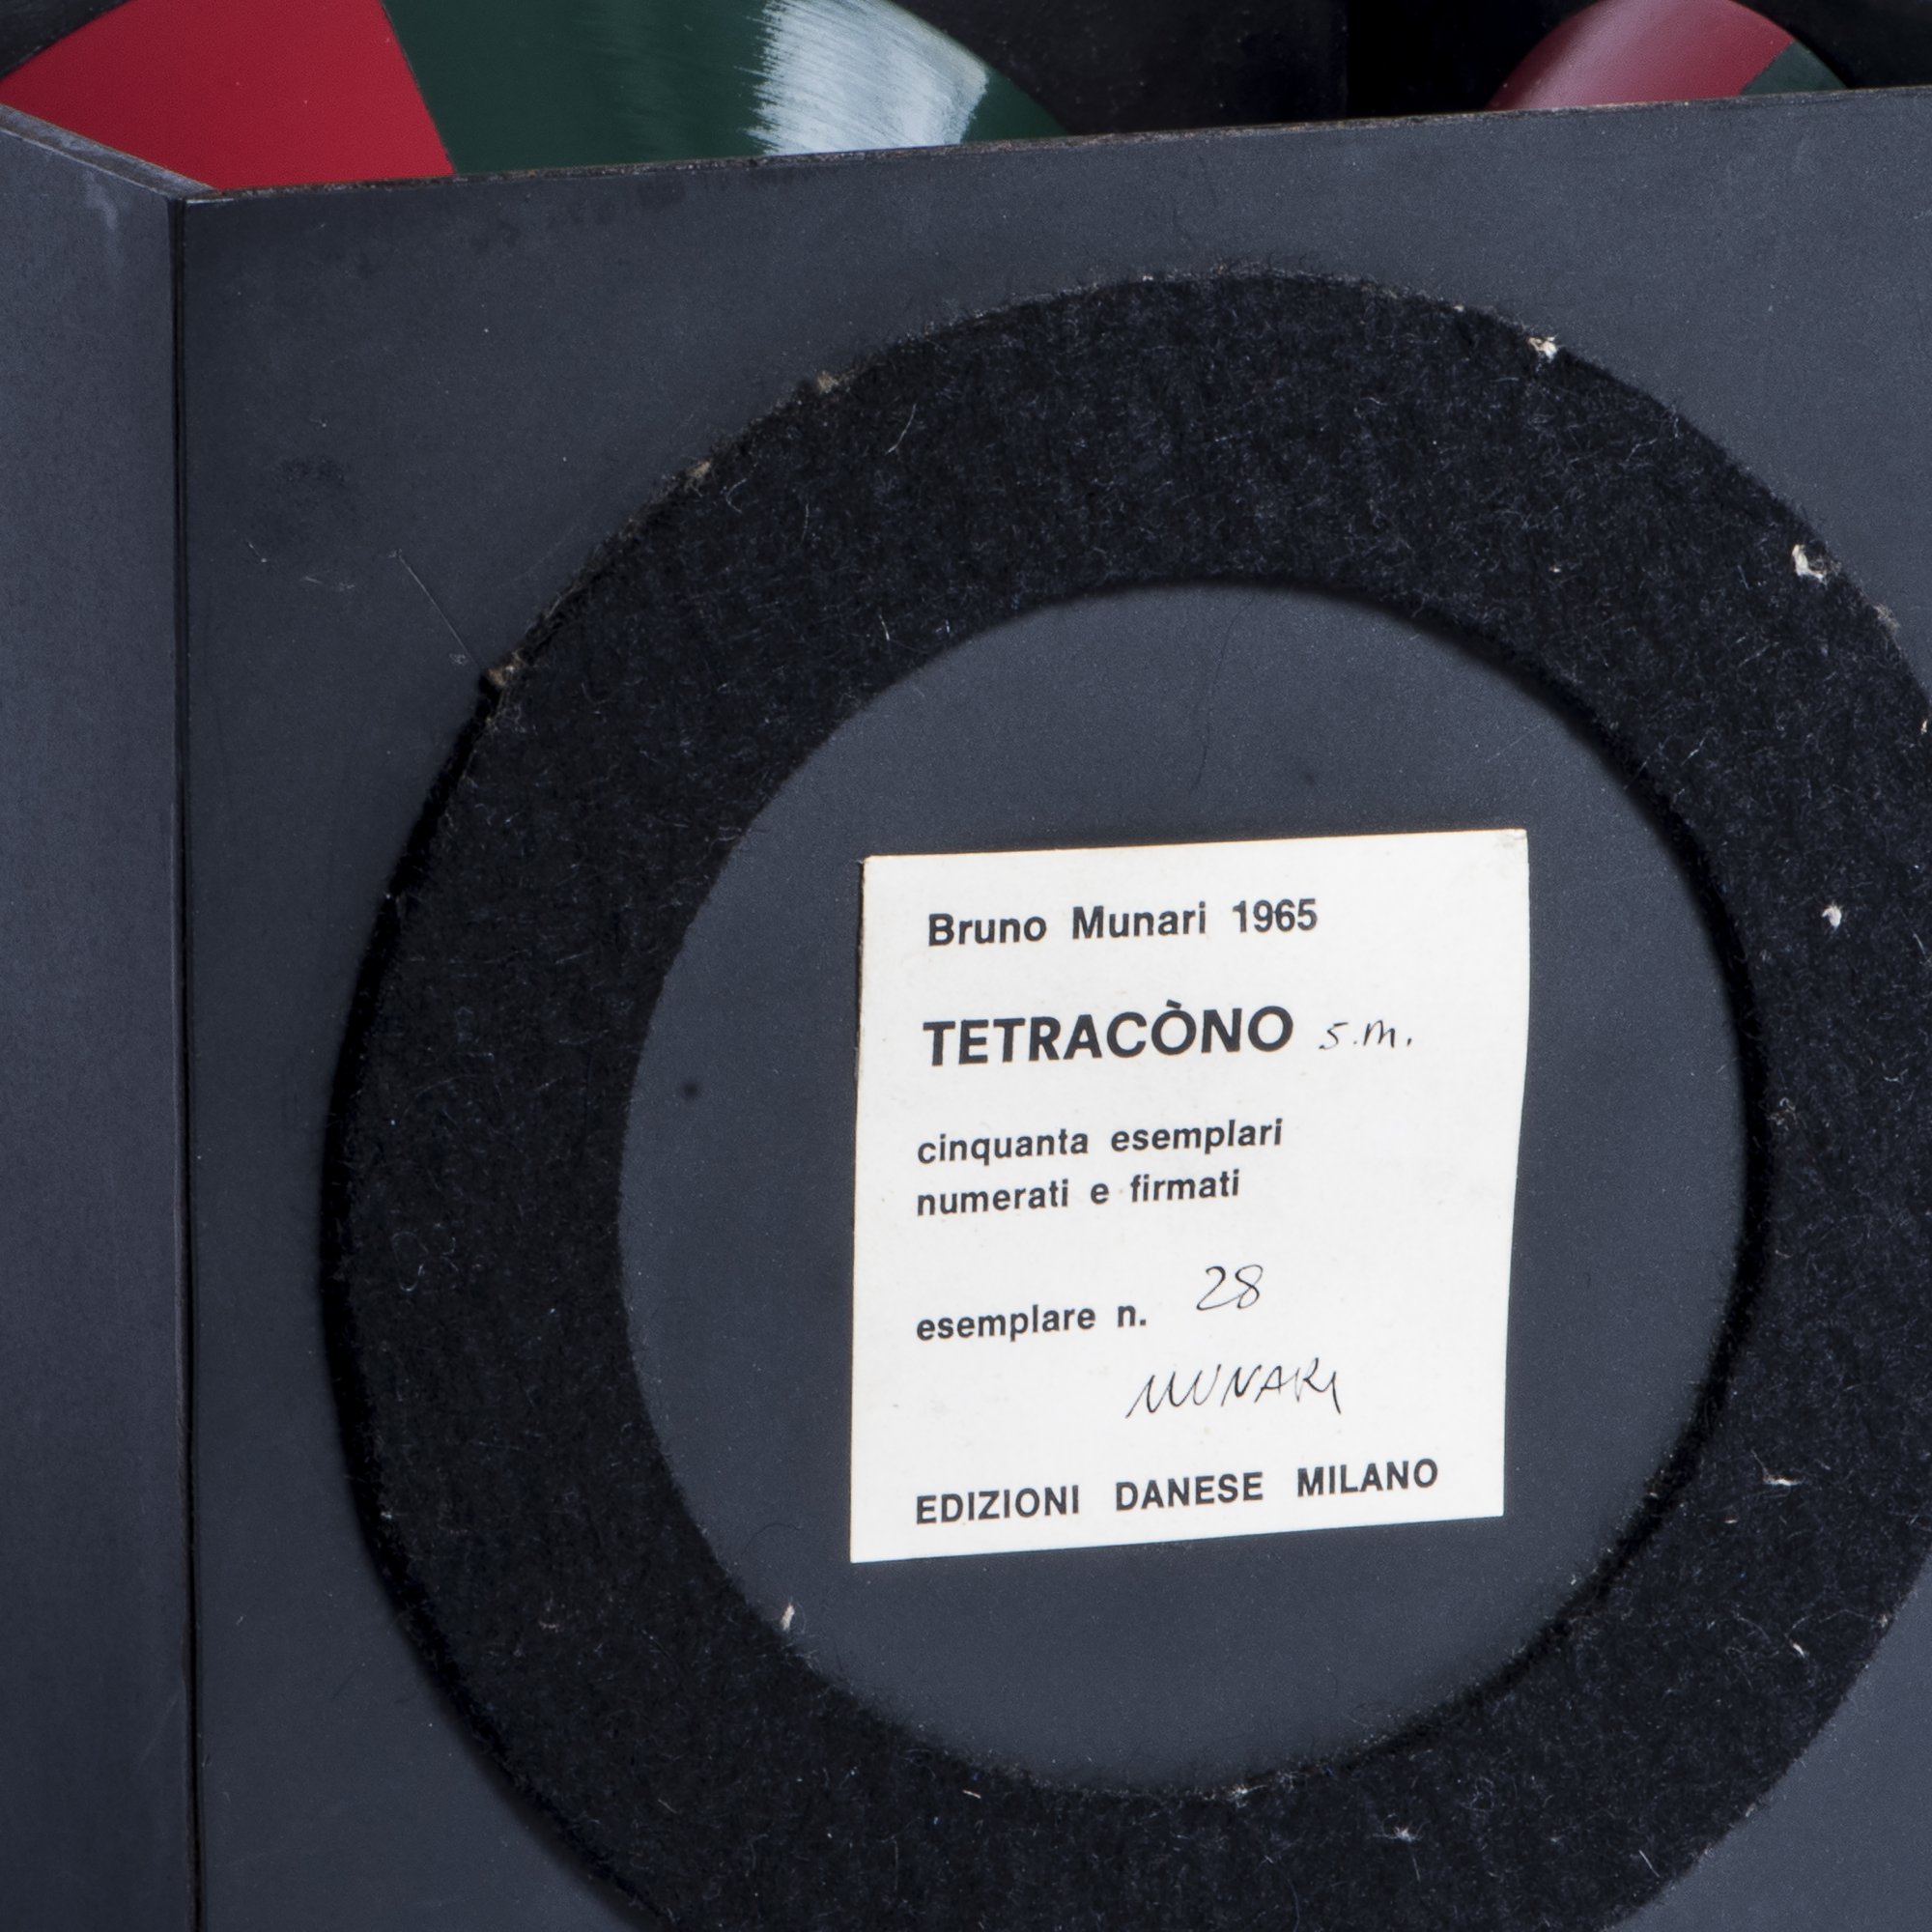 Bruno Munari 1965
TETRACÒNO s.m.
cinquanta esemplari
numerati e firmati
esemplare n. 28
MUNARI
EDIZIONI DANESE MILANO